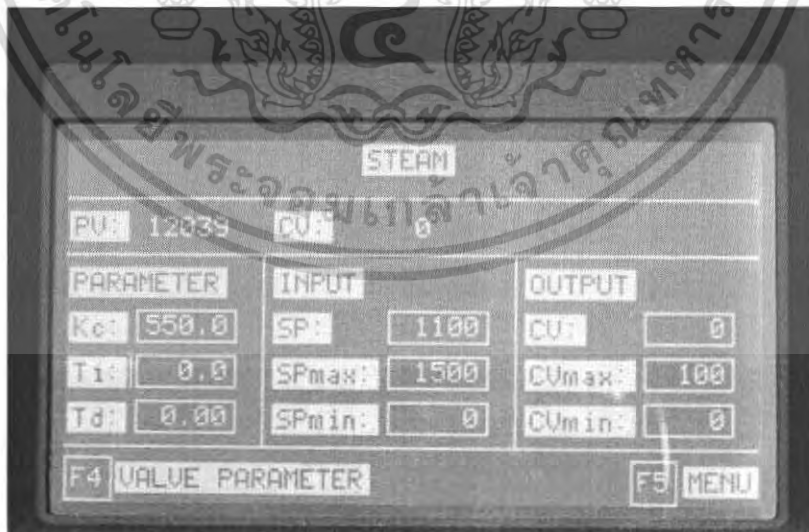 STEAM
PV: 12039 CV: 0
PARAMETER INPUT OUTPUT
Kc: 550.0 SP: 1100 CV: 0
Ti: 0.0 SPmax: 1500 CVmax: 100
Td: 0.00 SPmin: 0 CVmin: 0
F4 VALVE PARAMETER F5 MENU